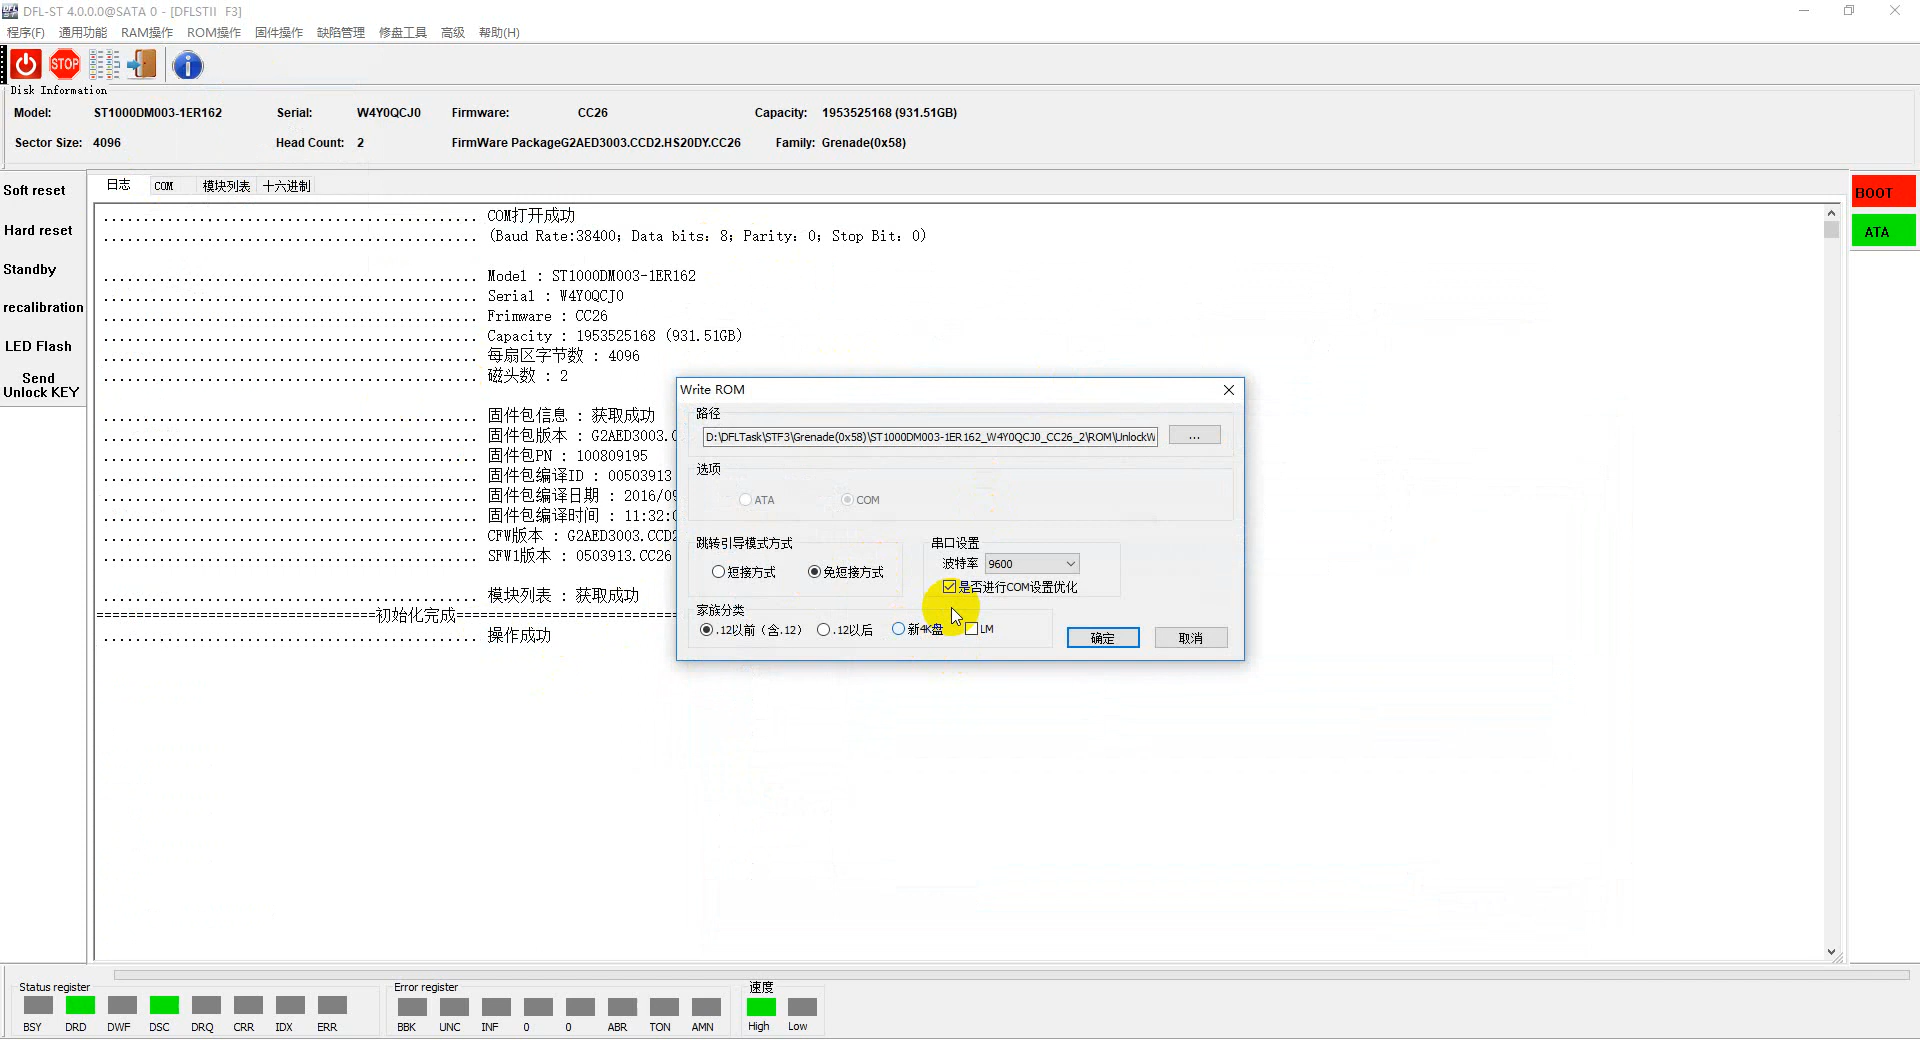 DFL-ST 4.0.0.0@SATA 0 - [DFLSTII F3]
程序(F) 通用功能 RAM操作 ROM操作 固件操作 缺陷管理 修盘工具 高级 帮助(H)
STOP
Disk Information
Model: ST1000DM003-1ER162 Serial: W4Y0QCJ0 Firmware: CC26 Capacity: 1953525168 (931.51GB)
Sector Size: 4096 Head Count: 2 FirmWare PackageG2AED3003.CCD2.HS20DY.CC26 Family: Grenade(0x58)
Soft reset
Hard reset
Standby
recalibration
LED Flash
Send
Unlock KEY
日志 COM 模块列表 十六进制
COM打开成功
(Baud Rate:38400; Data bits: 8; Parity: 0; Stop Bit: 0)
Model : ST1000DM003-1ER162
Serial : W4Y0QCJ0
Frimware : CC26
Capacity : 1953525168 (931.51GB)
每扇区字节数 : 4096
磁头数 : 2
固件包信息 : 获取成功
固件包版本 : G2AED3003.
固件包PN : 100809195
固件包编译ID : 00503913
固件包编译日期 : 2016/09
固件包编译时间 : 11:32:
CFW版本 : G2AED3003.CCD2
SFW1版本 : 0503913.CC26
模块列表 : 获取成功
初始化完成
操作成功
BOOT
ATA
Write ROM
路径
D:\DFLTask\STF3\Grenade(0x58)\ST1000DM003-1ER162_W4Y0QCJ0_CC26_2\ROM\UnlockW
...
选项
ATA COM
跳转引导模式方式
短接方式 免短接方式
串口设置
波特率 9600
是否进行COM设置优化
家族分类
.12以前（含.12） .12以后 新4K盘 LM
确定 取消
Status register
BSY DRD DWF DSC DRQ CRR IDX ERR
Error register
BBK UNC INF 0 0 ABR TON AMN
速度
High Low